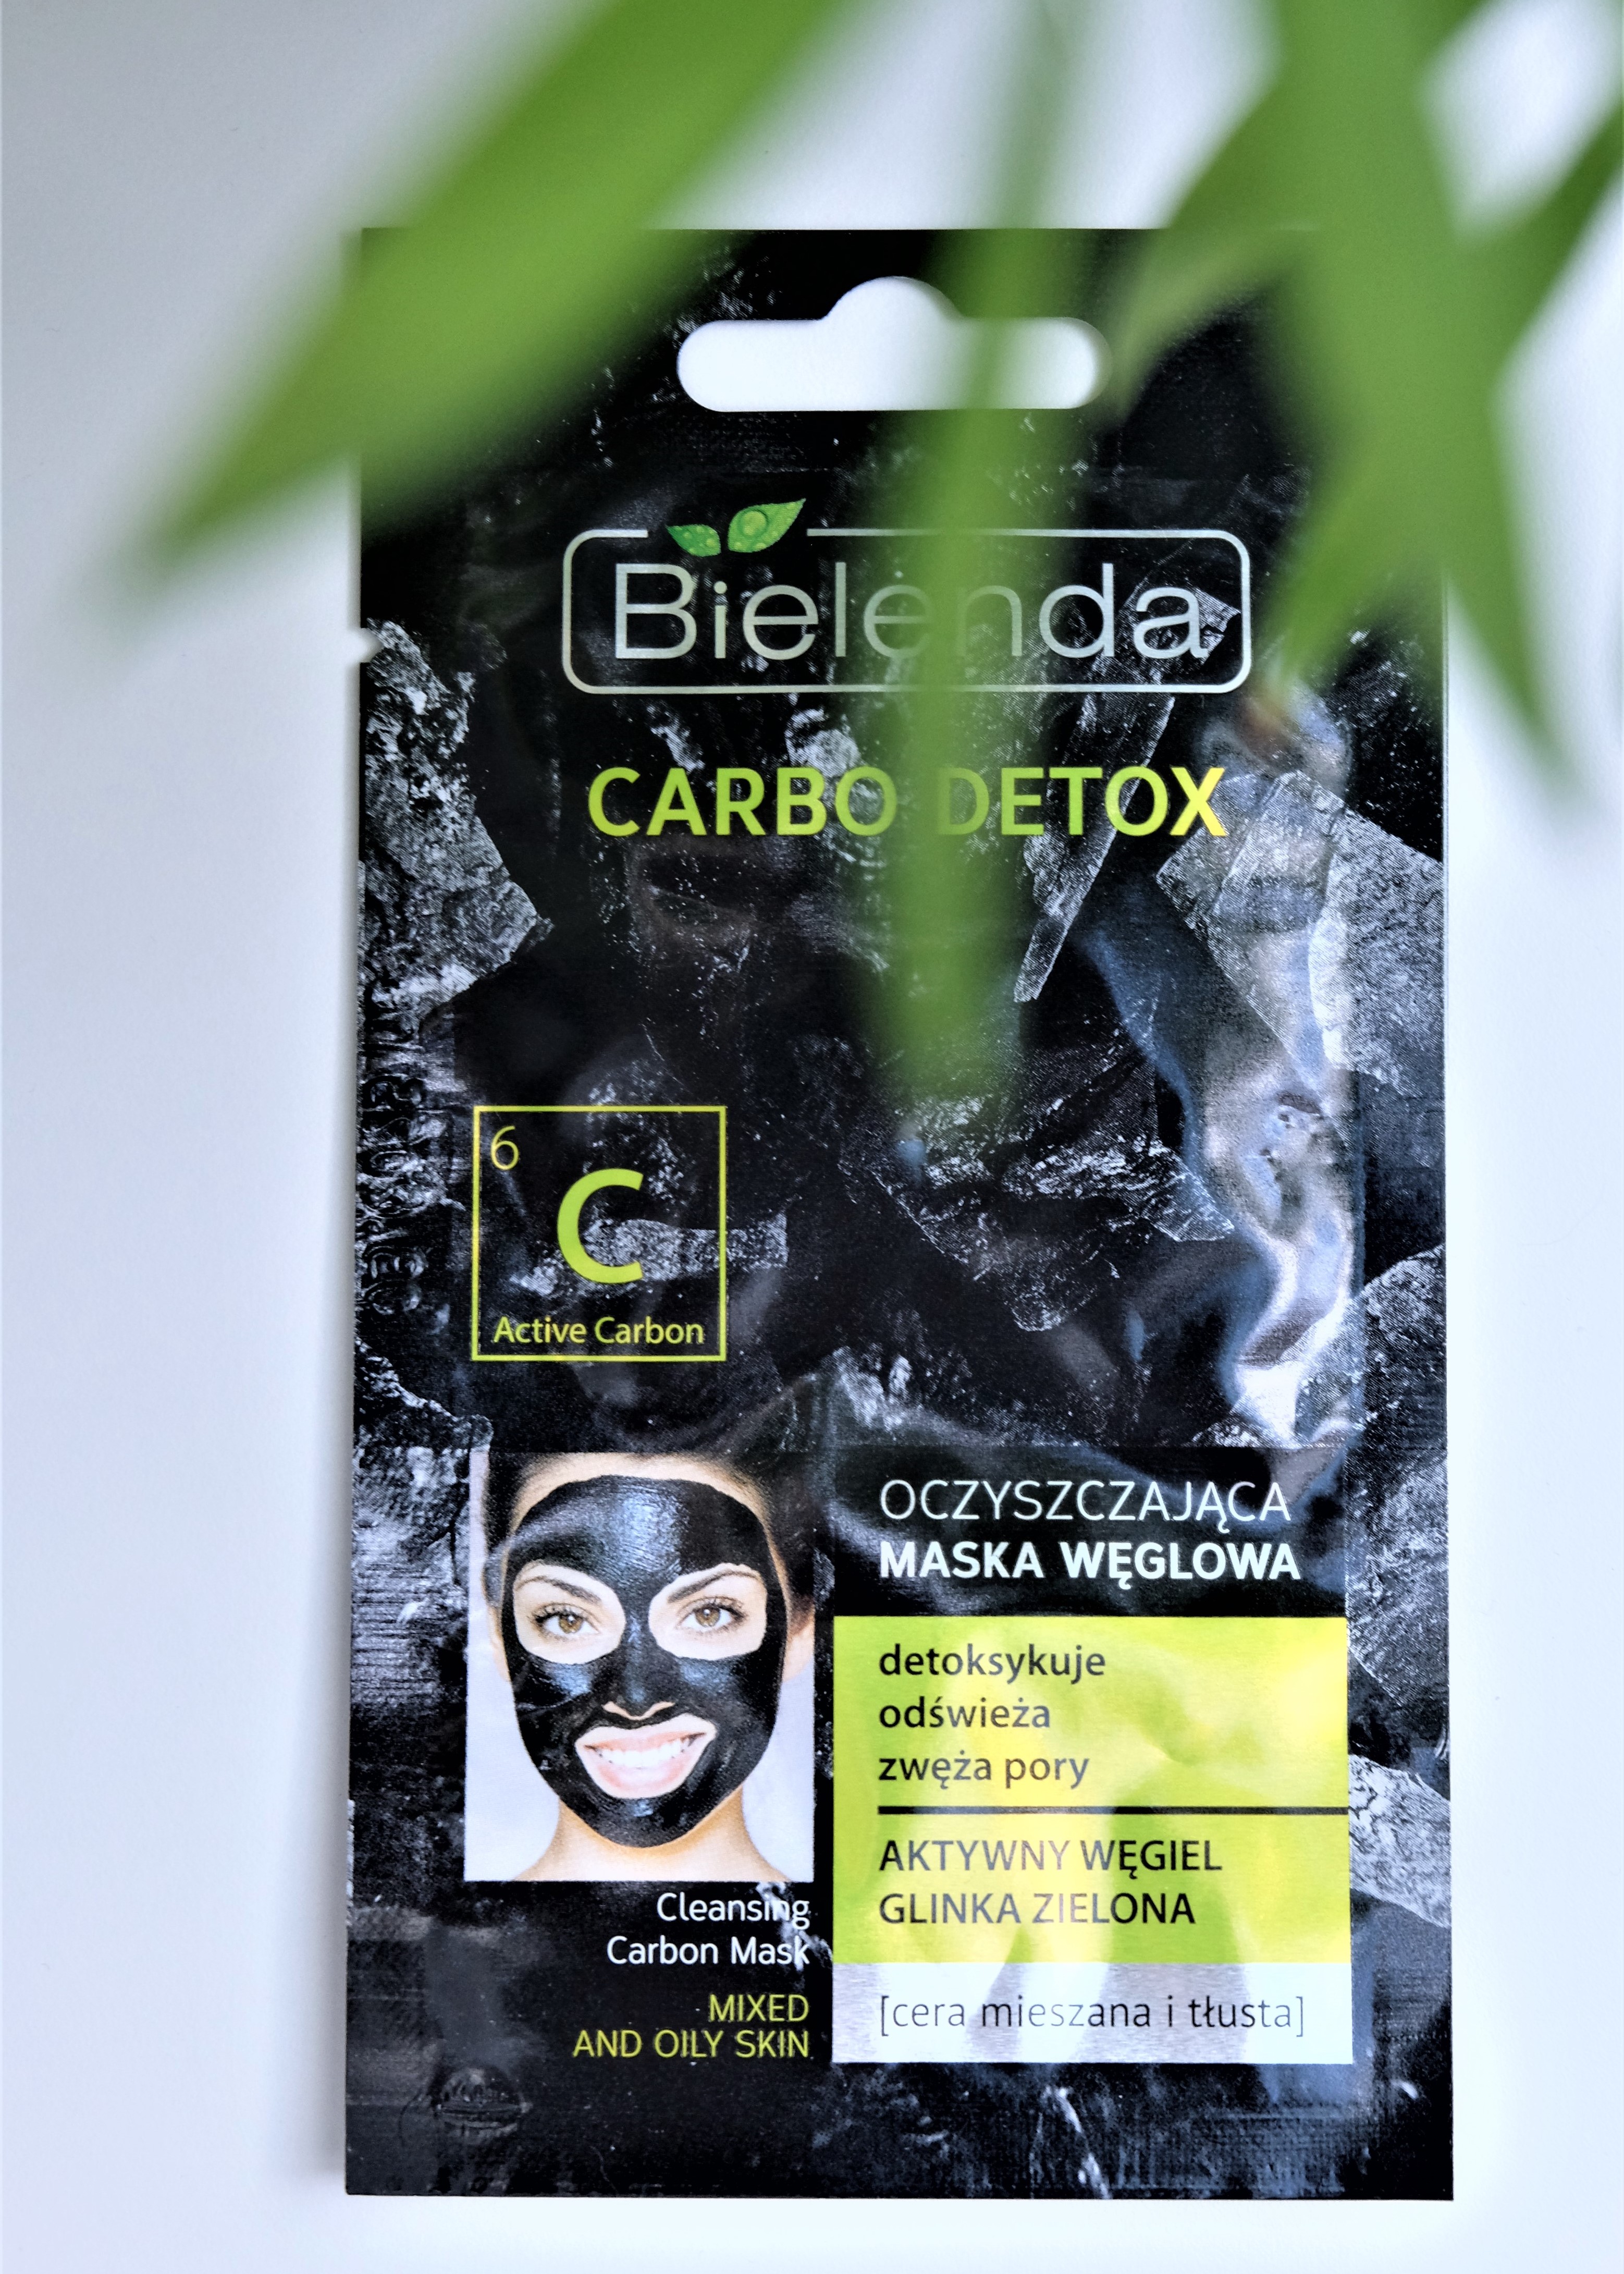 Bielenda
CARBO DETOX
6
C
Active Carbon
OCZYSZCZAJĄCA
MASKA WĘGLOWA
detoksykuje
odświeża
zwęża pory
AKTYWNY WĘGIEL
GLINKA ZIELONA
[cera mieszana i tłusta]
Cleansing
Carbon Mask
MIXED
AND OILY SKIN